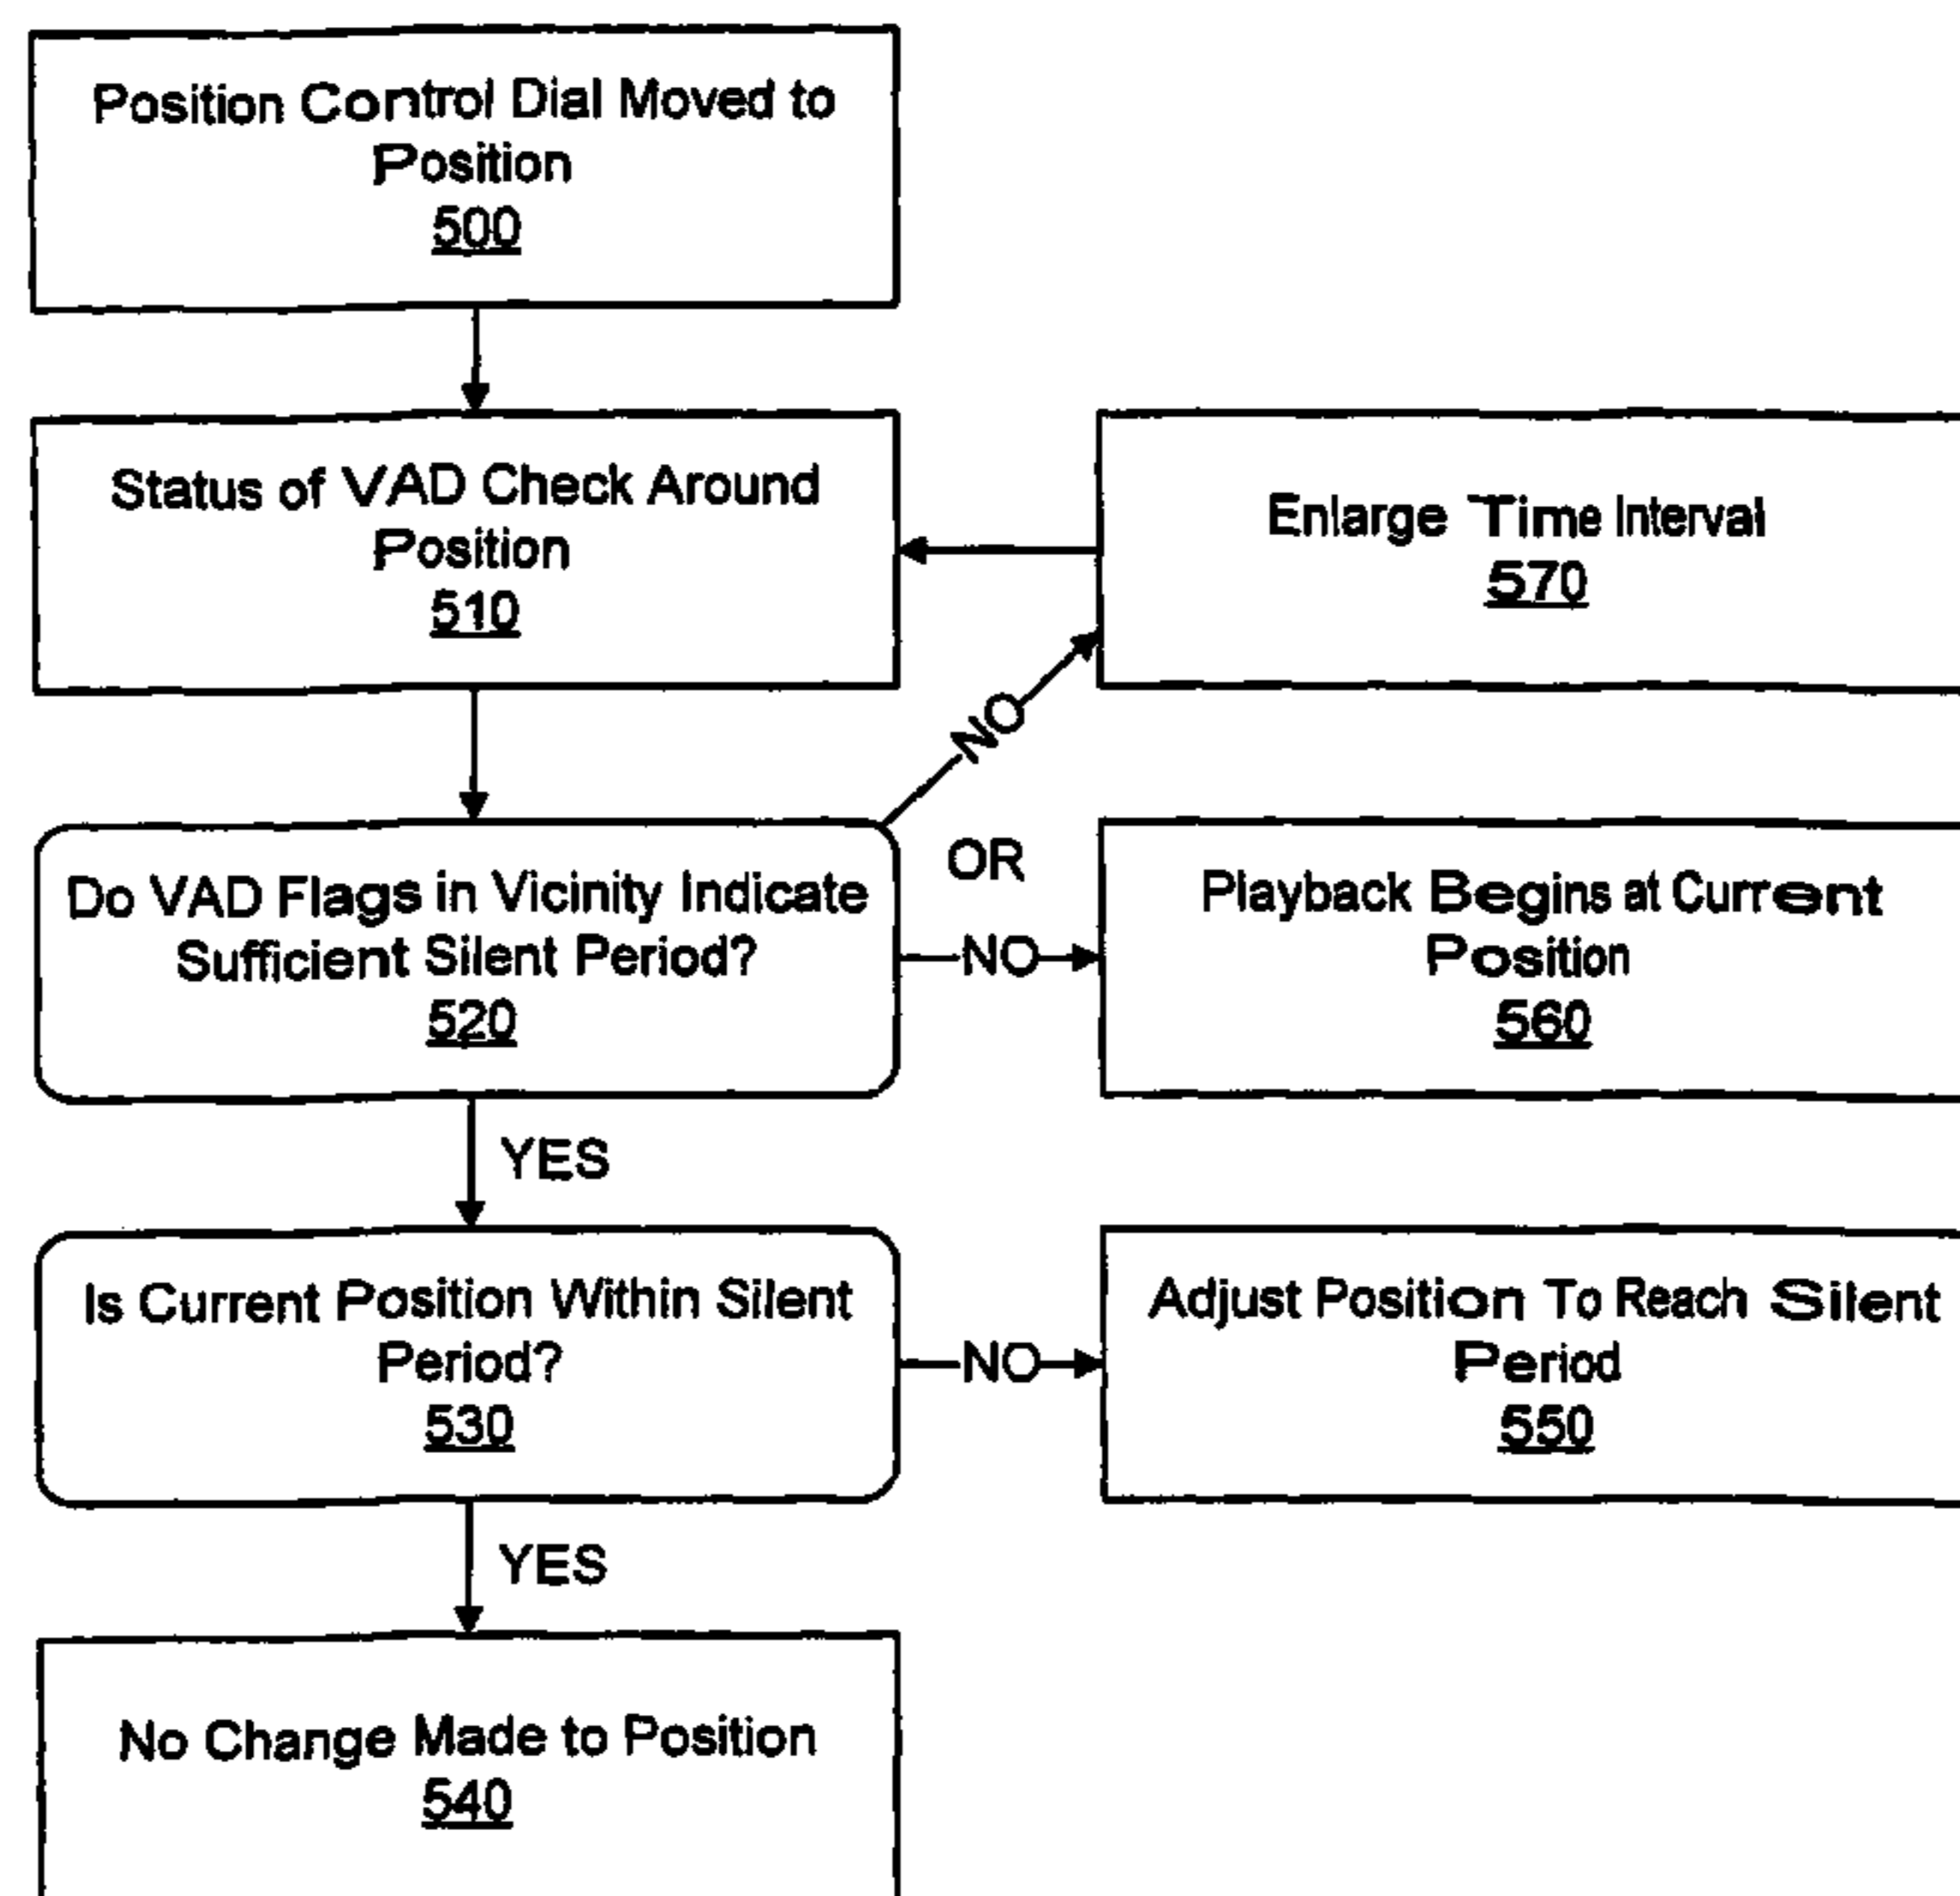 Position Control Dial Moved to
Position
500
Status of VAD Check Around
Position
510
Enlarge Time Interval
570
NO
Do VAD Flags in Vicinity Indicate
Sufficient Silent Period?
520
OR
NO
Playback Begins at Current
Position
560
YES
Is Current Position Within Silent
Period?
530
NO
Adjust Position To Reach Silent
Period
550
YES
No Change Made to Position
540